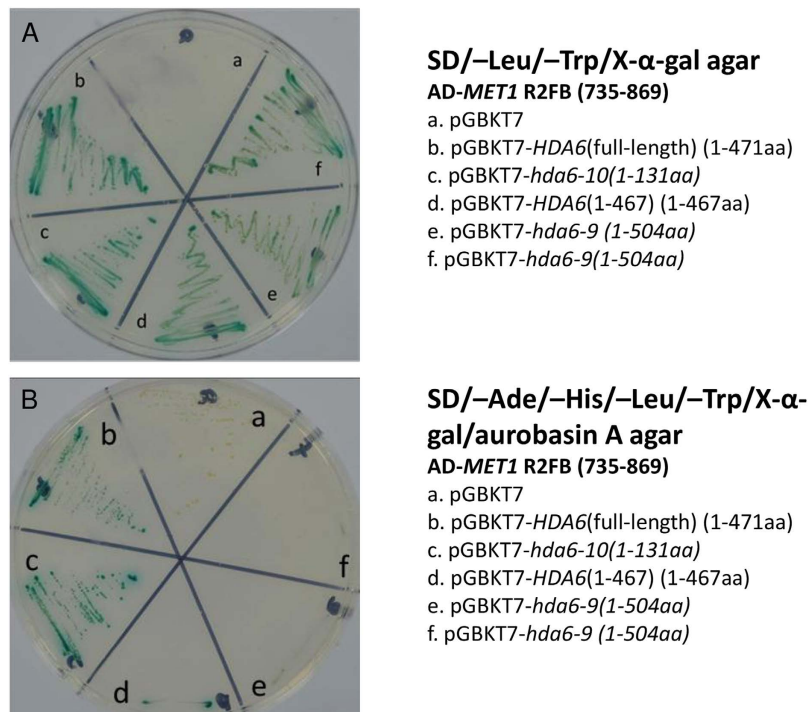 A
a
b
f
c
e
d
SD/–Leu/–Trp/X-α-gal agar
AD-MET1 R2FB (735-869)
a. pGBKT7
b. pGBKT7-HDA6(full-length) (1-471aa)
c. pGBKT7-hda6-10(1-131aa)
d. pGBKT7-HDA6(1-467) (1-467aa)
e. pGBKT7-hda6-9 (1-504aa)
f. pGBKT7-hda6-9(1-504aa)
B
a
b
c
f
d
e
SD/–Ade/–His/–Leu/–Trp/X-α-
gal/aurobasin A agar
AD-MET1 R2FB (735-869)
a. pGBKT7
b. pGBKT7-HDA6(full-length) (1-471aa)
c. pGBKT7-hda6-10(1-131aa)
d. pGBKT7-HDA6(1-467) (1-467aa)
e. pGBKT7-hda6-9(1-504aa)
f. pGBKT7-hda6-9 (1-504aa)